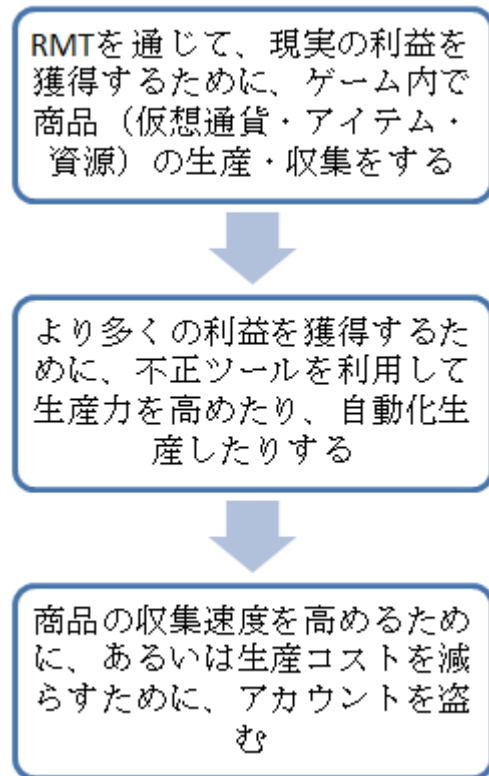 RMTを通じて、現実の利益を
獲得するために、ゲーム内で
商品（仮想通貨・アイテム・
資源）の生産・収集をする
より多くの利益を獲得するた
めに、不正ツールを利用して
生産力を高めたり、自動化生
産したりする
商品の収集速度を高めるため
に、あるいは生産コストを減
らすために、アカウントを盗
む